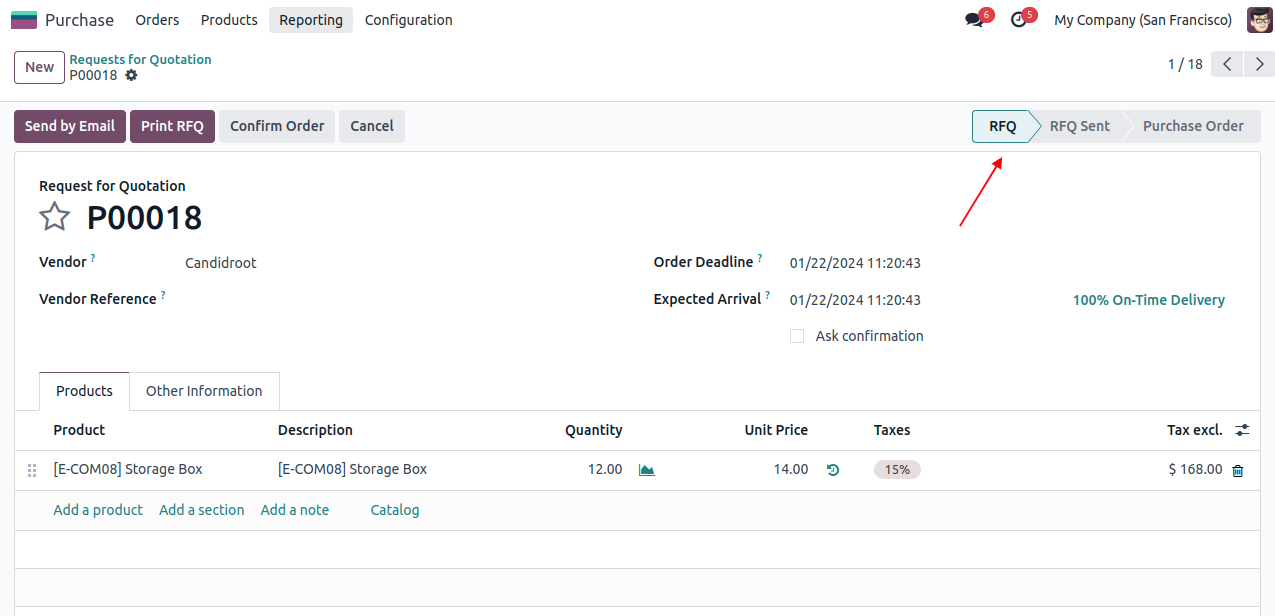 Purchase Orders Products Reporting Configuration 6 5 My Company (San Francisco)
New Requests for Quotation
P00018 1 / 18
Send by Email Print RFQ Confirm Order Cancel RFQ RFQ Sent Purchase Order
Request for Quotation
P00018
Vendor ? Candidroot Order Deadline ? 01/22/2024 11:20:43
Vendor Reference ? Expected Arrival ? 01/22/2024 11:20:43 100% On-Time Delivery
Ask confirmation
Products Other Information
Product Description Quantity Unit Price Taxes Tax excl.
[E-COM08] Storage Box [E-COM08] Storage Box 12.00 14.00 15% $ 168.00
Add a product Add a section Add a note Catalog